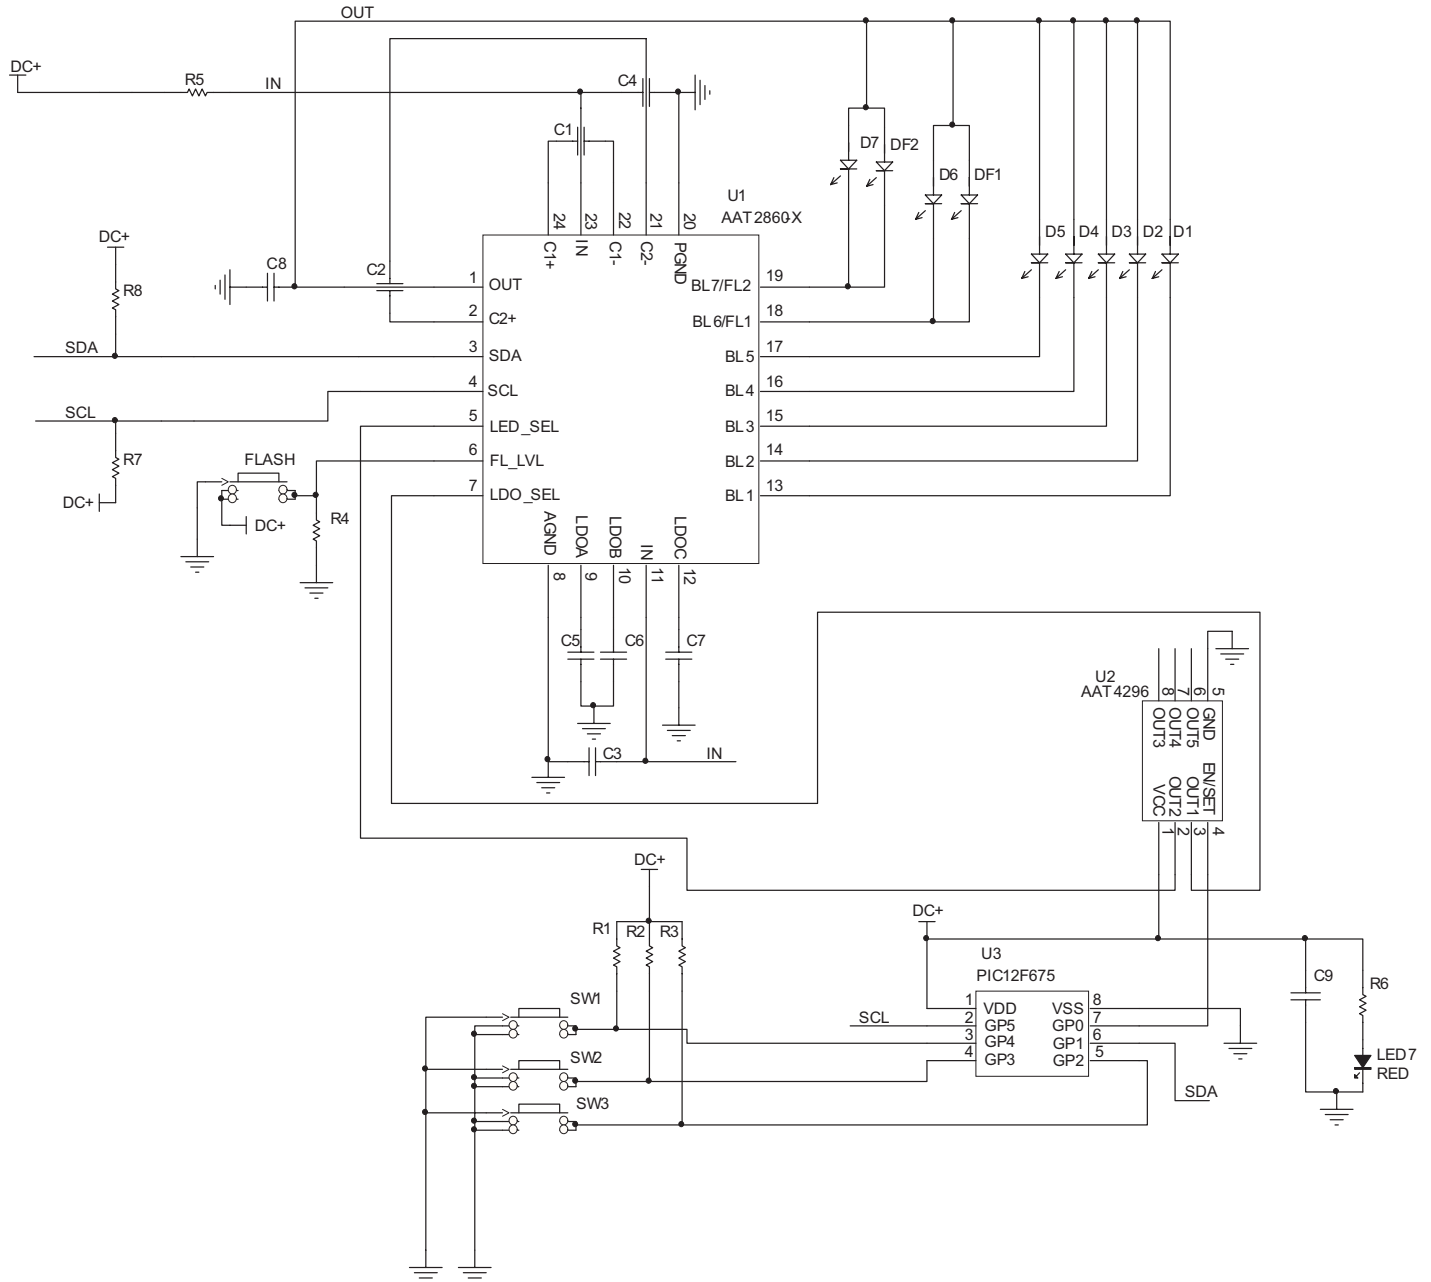 OUT
DC+
R5
IN
C4
C1
D7
DF2
D6
DF1
U1
AAT2860-X
24
23
22
21
20
C1+
IN
C1-
C2-
PGND
DC+
R8
C8
C2
D5
D4
D3
D2
D1
1
OUT
BL7/FL2
19
2
C2+
BL6/FL1
18
SDA
3
SDA
BL5
17
SCL
4
SCL
BL4
16
5
LED_SEL
BL3
15
R7
FLASH
6
FL_LVL
BL2
14
DC+
DC+
R4
7
LDO_SEL
BL1
13
AGND
LDOA
LDOB
IN
LDOC
8
9
10
11
12
C5
C6
C7
C3
IN
U2
AAT4296
8
7
6
5
OUT3
OUT4
OUT5
GND
VCC
OUT2
OUT1
EN/SET
1
2
3
4
DC+
R1
R2
R3
DC+
U3
PIC12F675
C9
R6
SW1
SCL
1
VDD
VSS
8
2
GP5
GP0
7
3
GP4
GP1
6
4
GP3
GP2
5
SW2
SW3
SDA
LED7
RED